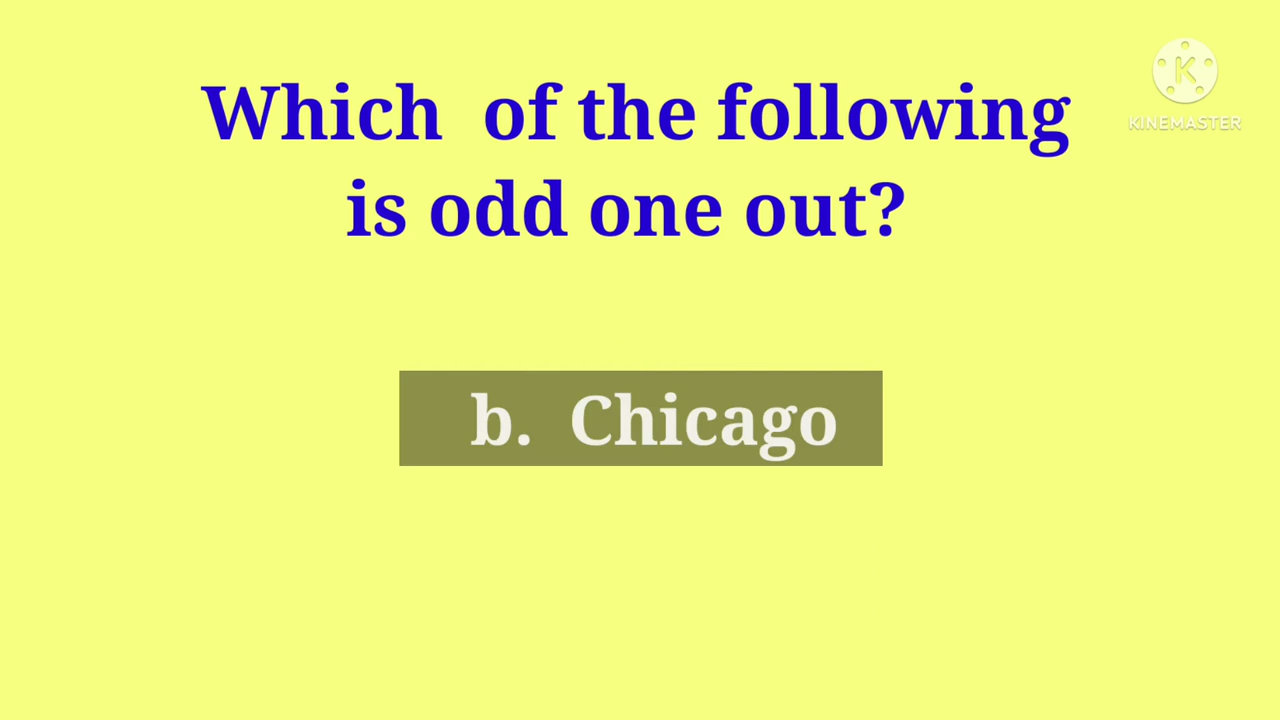 Which of the following
is odd one out?
b. Chicago
K
KINEMASTER